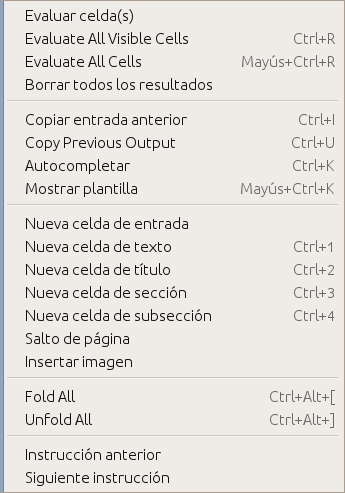 Evaluar celda(s)
Evaluate All Visible Cells Ctrl+R
Evaluate All Cells Mayús+Ctrl+R
Borrar todos los resultados
Copiar entrada anterior Ctrl+I
Copy Previous Output Ctrl+U
Autocompletar Ctrl+K
Mostrar plantilla Mayús+Ctrl+K
Nueva celda de entrada
Nueva celda de texto Ctrl+1
Nueva celda de título Ctrl+2
Nueva celda de sección Ctrl+3
Nueva celda de subsección Ctrl+4
Salto de página
Insertar imagen
Fold All Ctrl+Alt+[
Unfold All Ctrl+Alt+]
Instrucción anterior
Siguiente instrucción